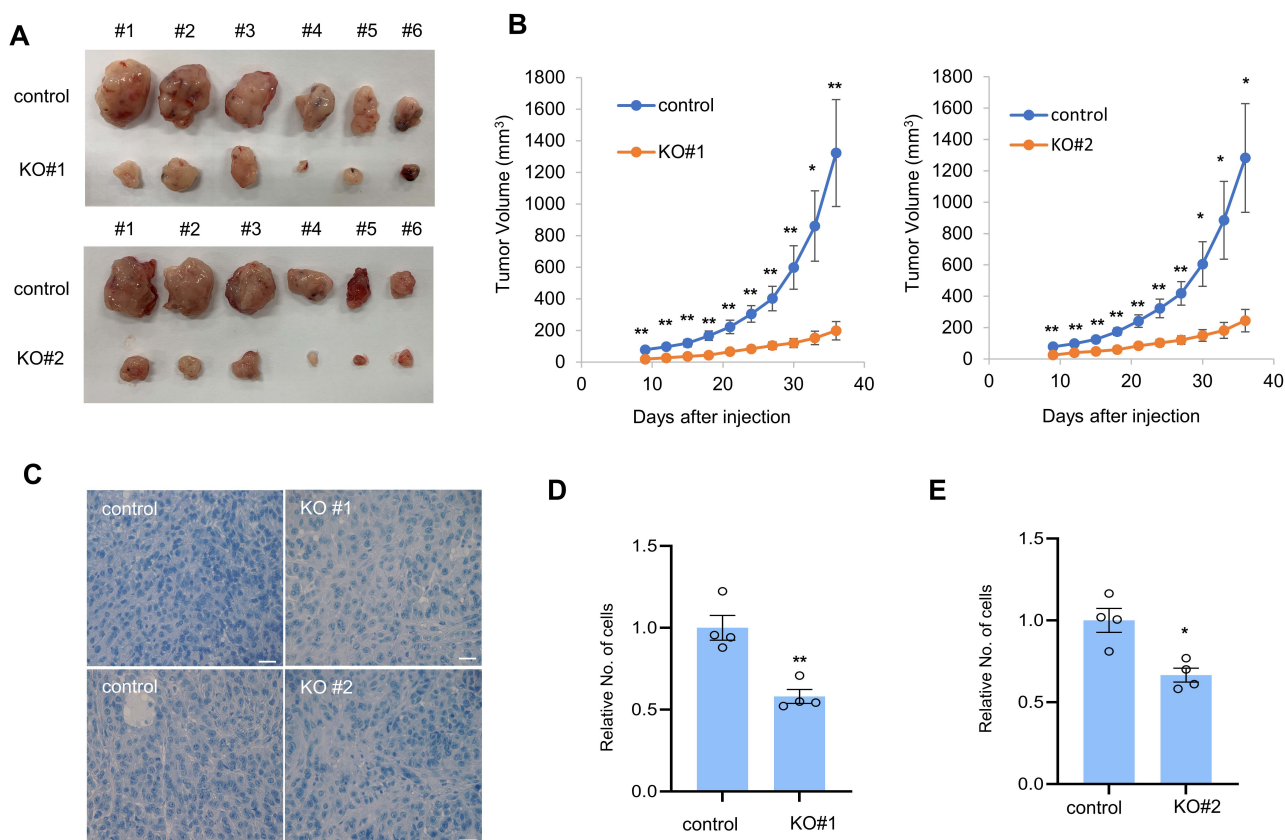 A
#1 #2 #3 #4 #5 #6
control
KO#1
#1 #2 #3 #4 #5 #6
control
KO#2
B
Tumor Volume (mm³)
1800
1600
1400
1200
1000
800
600
400
200
0
0 10 20 30 40
Days after injection
control
KO#1
** ** ** ** ** ** ** ** * **
Tumor Volume (mm³)
1800
1600
1400
1200
1000
800
600
400
200
0
0 10 20 30 40
Days after injection
control
KO#2
** ** ** ** ** ** ** * * *
C
control
KO #1
control
KO #2
D
Relative No. of cells
1.5
1.0
0.5
0.0
**
control KO#1
E
Relative No. of cells
1.5
1.0
0.5
0.0
*
control KO#2